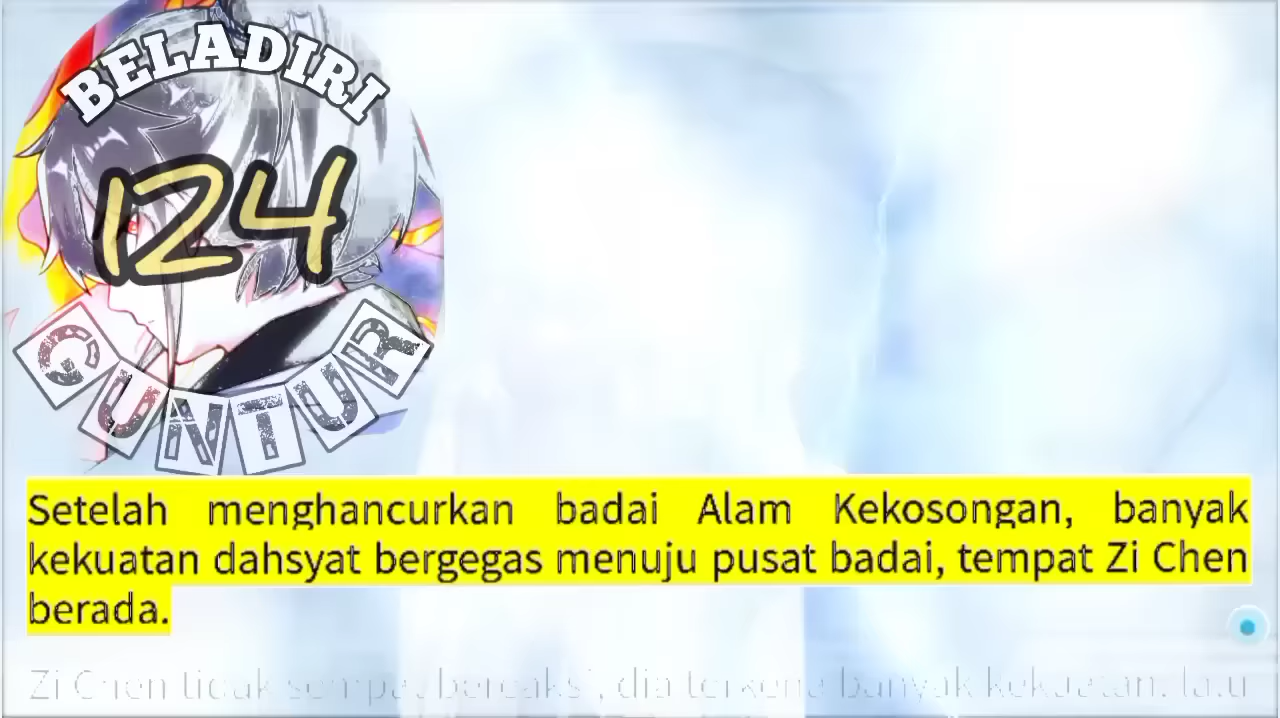 BELADIRI
124
GUNTUR
Setelah menghancurkan badai Alam Kekosongan, banyak
kekuatan dahsyat bergegas menuju pusat badai, tempat Zi Chen
berada.
Zi Chen tidak sempat bereaksi, dia terkena banyak kekuatan, lalu